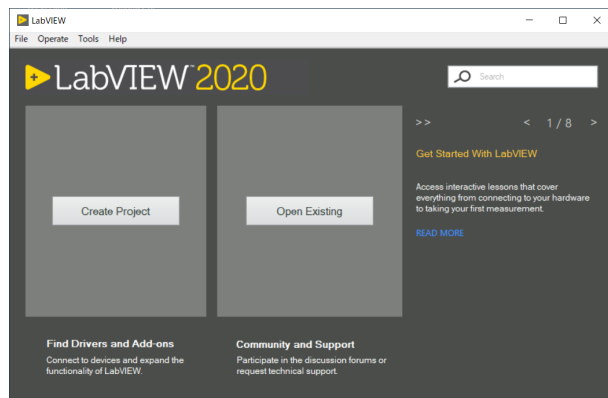 LabVIEW
File Operate Tools Help
LabVIEW™ 2020
Search
>> < 1 / 8 >
Get Started With LabVIEW
Access interactive lessons that cover
everything from connecting to your hardware
to taking your first measurement.
READ MORE
Create Project
Open Existing
Find Drivers and Add-ons
Connect to devices and expand the
functionality of LabVIEW.
Community and Support
Participate in the discussion forums or
request technical support.